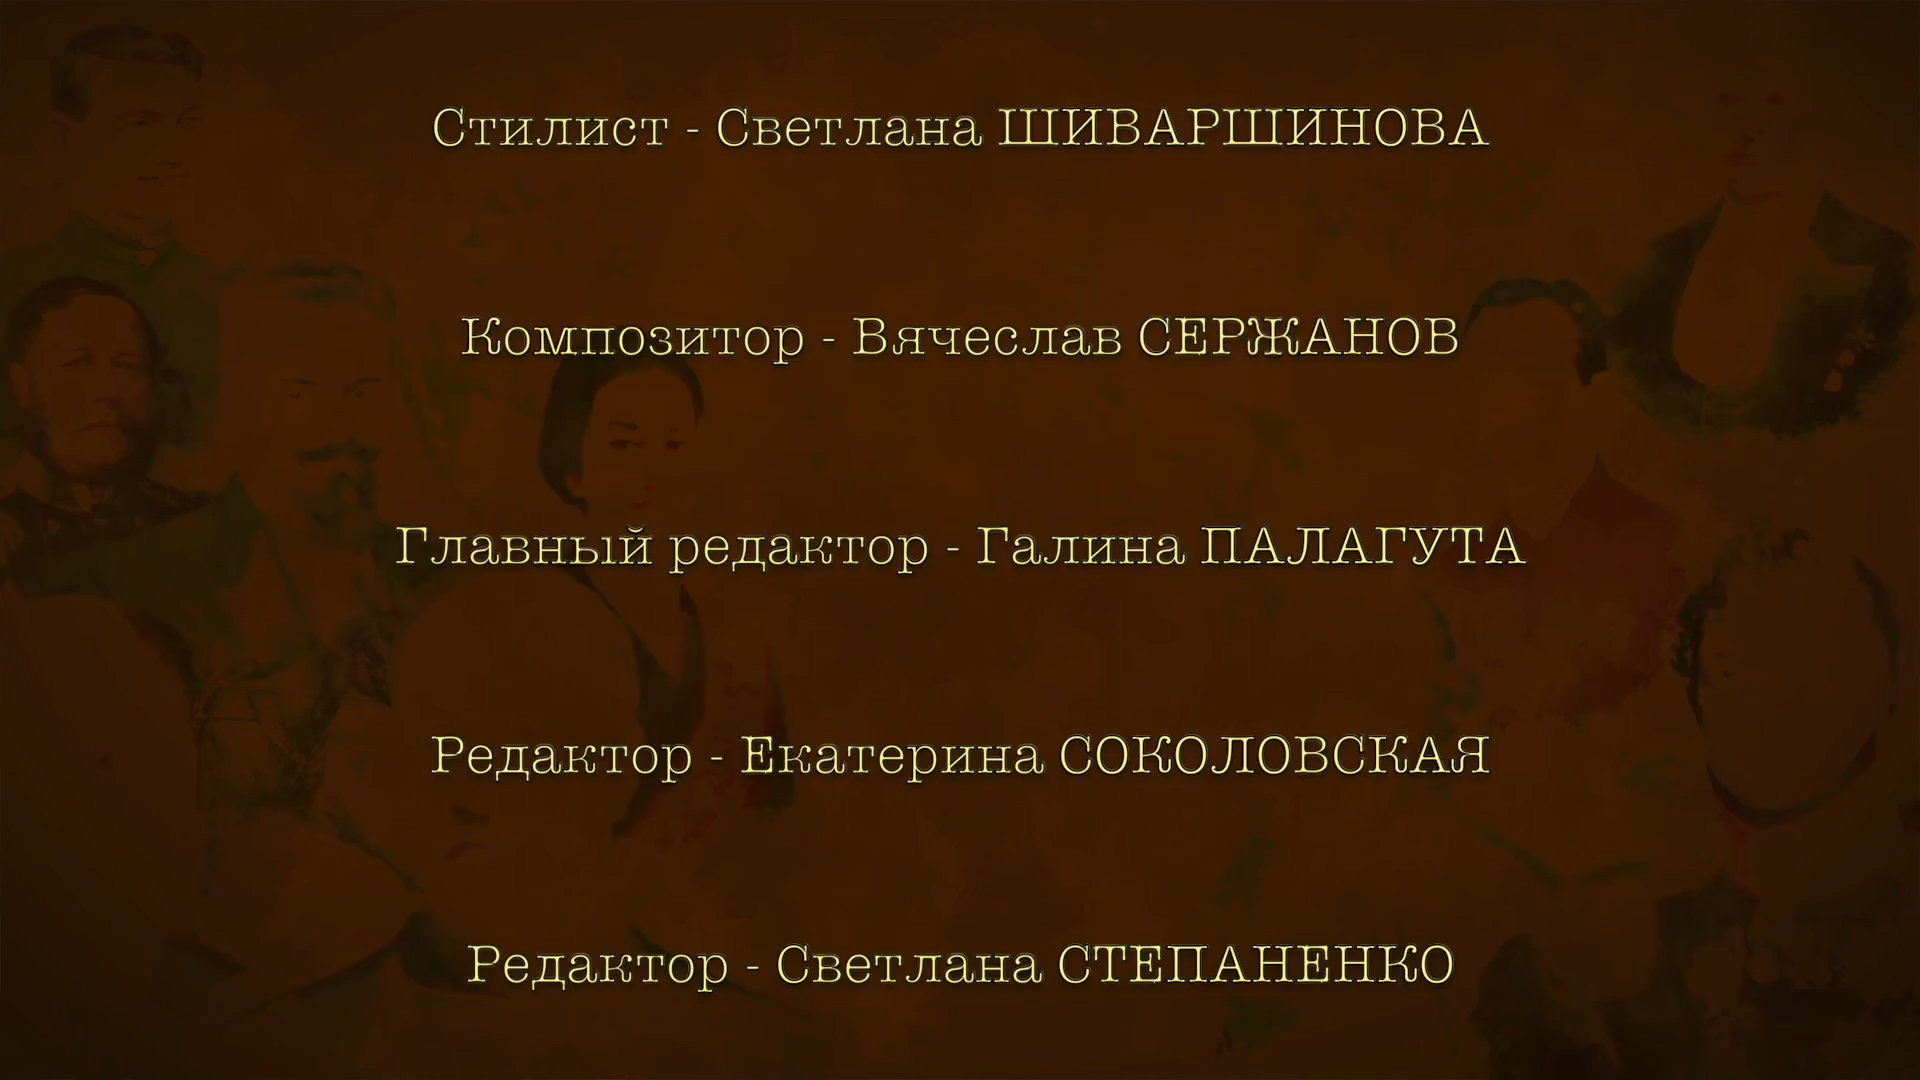 Стилист - Светлана ШИВАРШИНОВА
Композитор - Вячеслав СЕРЖАНОВ
Главный редактор - Галина ПАЛАГУТА
Редактор - Екатерина СОКОЛОВСКАЯ
Редактор - Светлана СТЕПАНЕНКО